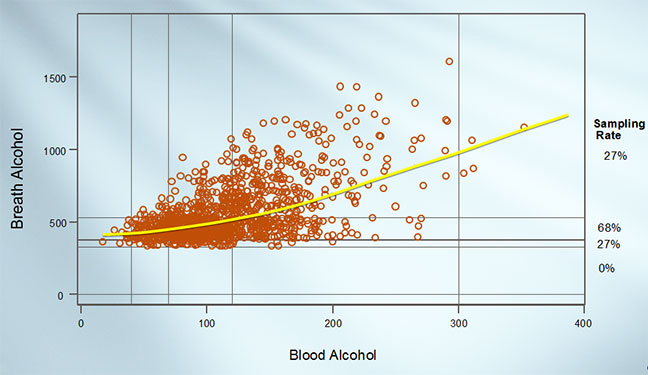 1500
1000
500
0
Breath Alcohol
0 100 200 300 400
Blood Alcohol
Sampling
Rate
27%
68%
27%
0%